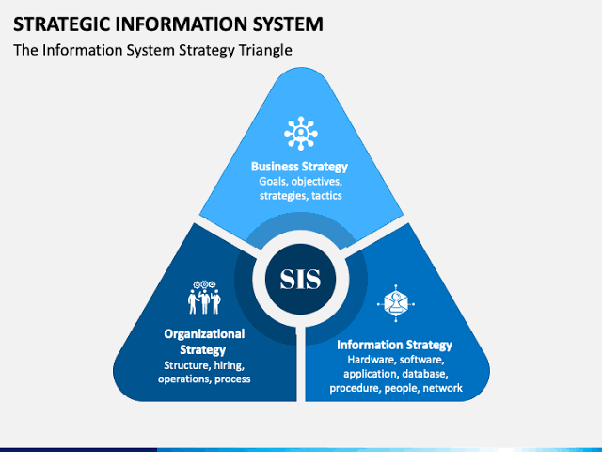 STRATEGIC INFORMATION SYSTEM
The Information System Strategy Triangle
Business Strategy
Goals, objectives,
strategies, tactics
SIS
Organizational
Strategy
Structure, hiring,
operations, process
Information Strategy
Hardware, software,
application, database,
procedure, people, network